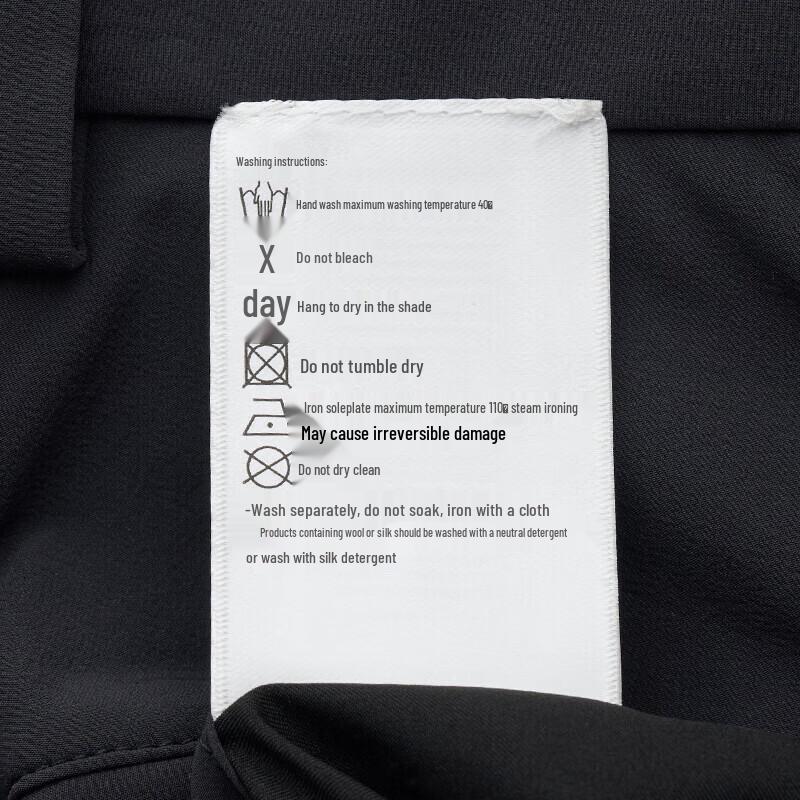 Washing instructions:
Hand wash maximum washing temperature 40
X
Do not bleach
day
Hang to dry in the shade
Do not tumble dry
Iron soleplate maximum temperature 110 steam ironing
May cause irreversible damage
Do not dry clean
-Wash separately, do not soak, iron with a cloth
Products containing wool or silk should be washed with a neutral detergent
or wash with silk detergent